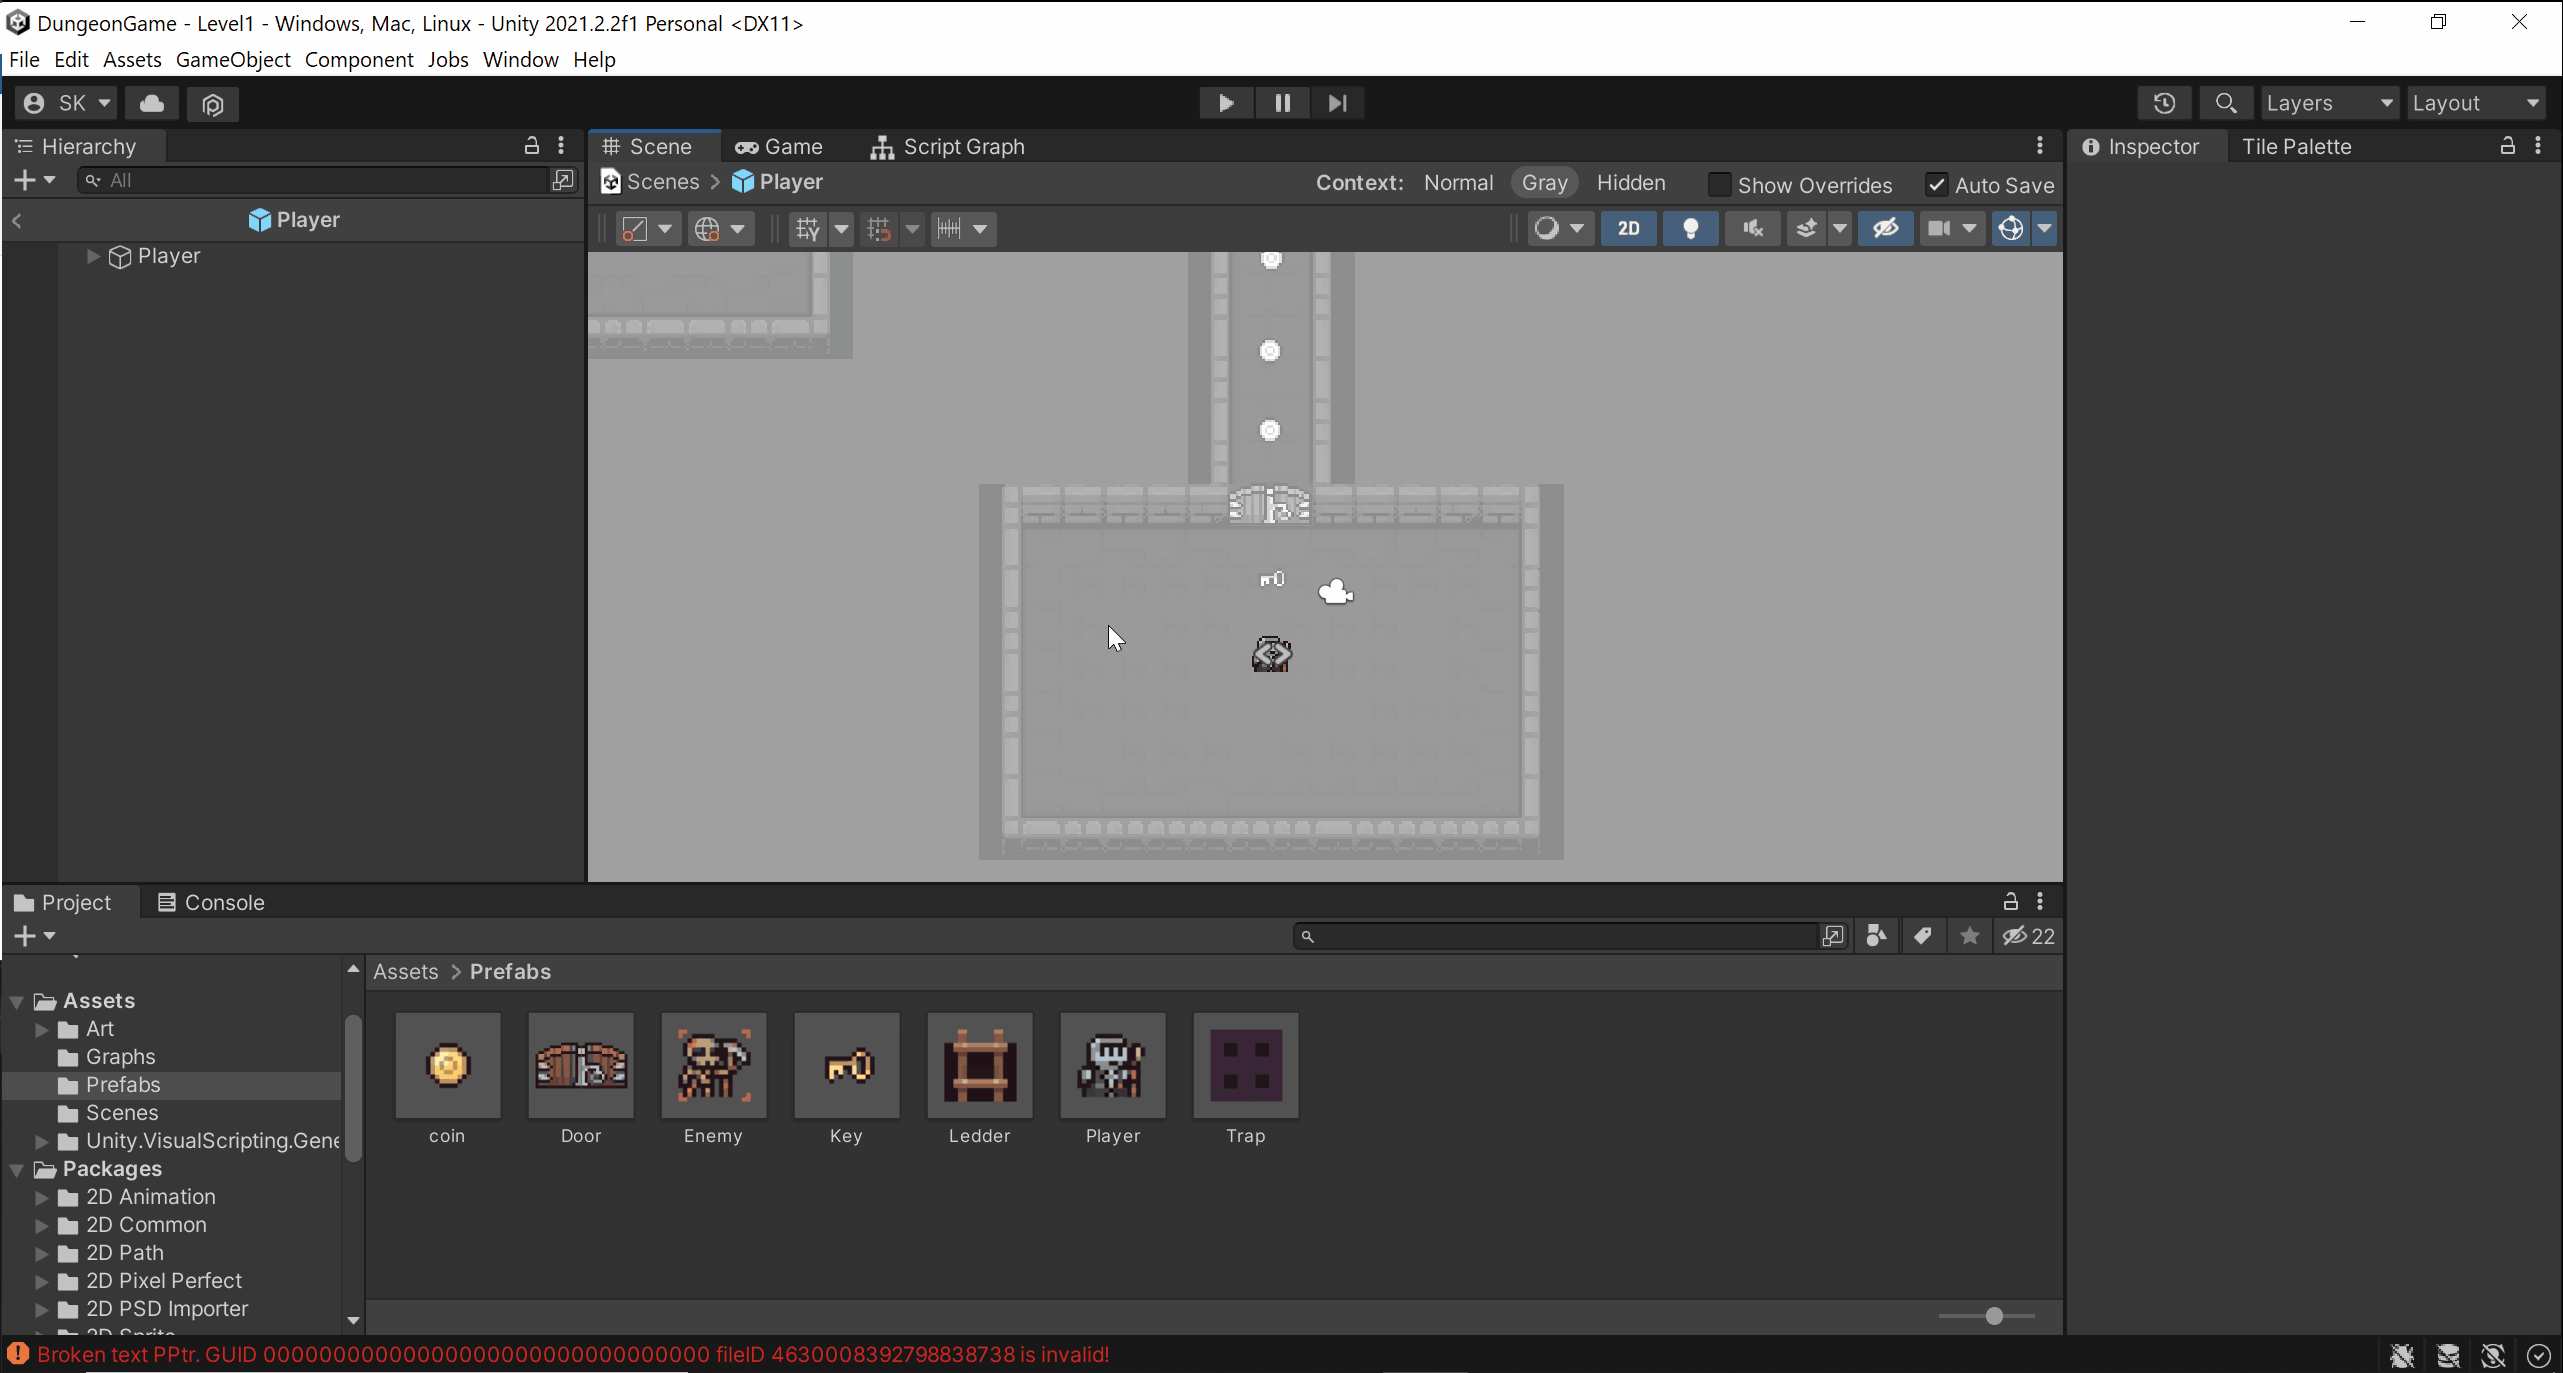 DungeonGame - Level1 - Windows, Mac, Linux - Unity 2021.2.2f1 Personal <DX11>
File Edit Assets GameObject Component Jobs Window Help
SK
Layers
Layout
Hierarchy
Scene
Game
Script Graph
Inspector
Tile Palette
All
Scenes > Player
Context: Normal Gray Hidden
Show Overrides
Auto Save
Player
2D
Player
Project
Console
22
Assets > Prefabs
Assets
Art
Graphs
Prefabs
Scenes
Unity.VisualScripting.Gene
Packages
2D Animation
2D Common
2D Path
2D Pixel Perfect
2D PSD Importer
coin
Door
Enemy
Key
Ledder
Player
Trap
Broken text PPtr. GUID 00000000000000000000000000000000 fileID 4630008392798838738 is invalid!